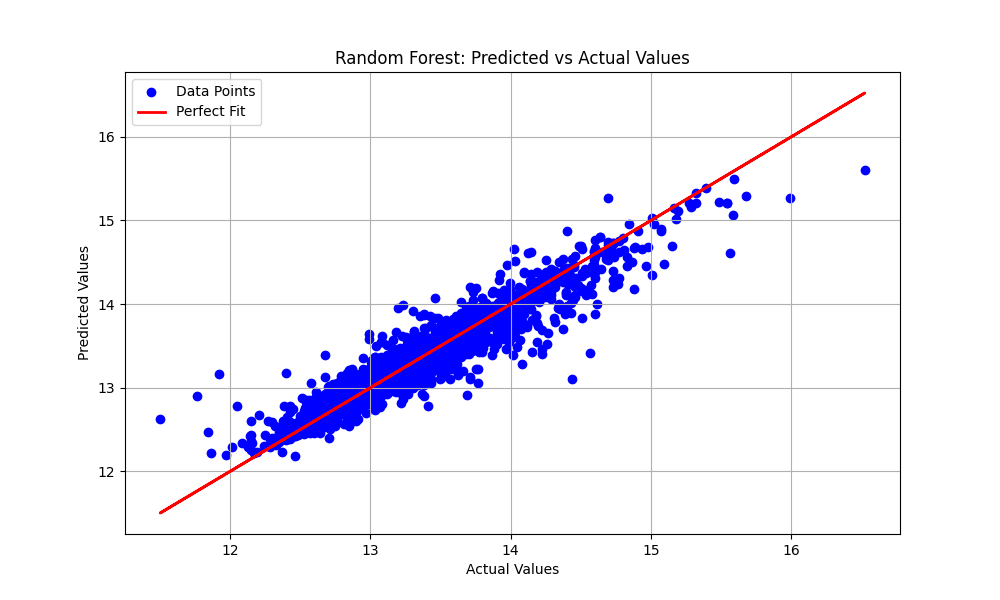 Random Forest: Predicted vs Actual Values
Data Points
Perfect Fit
Predicted Values
16
15
14
13
12
12 13 14 15 16
Actual Values